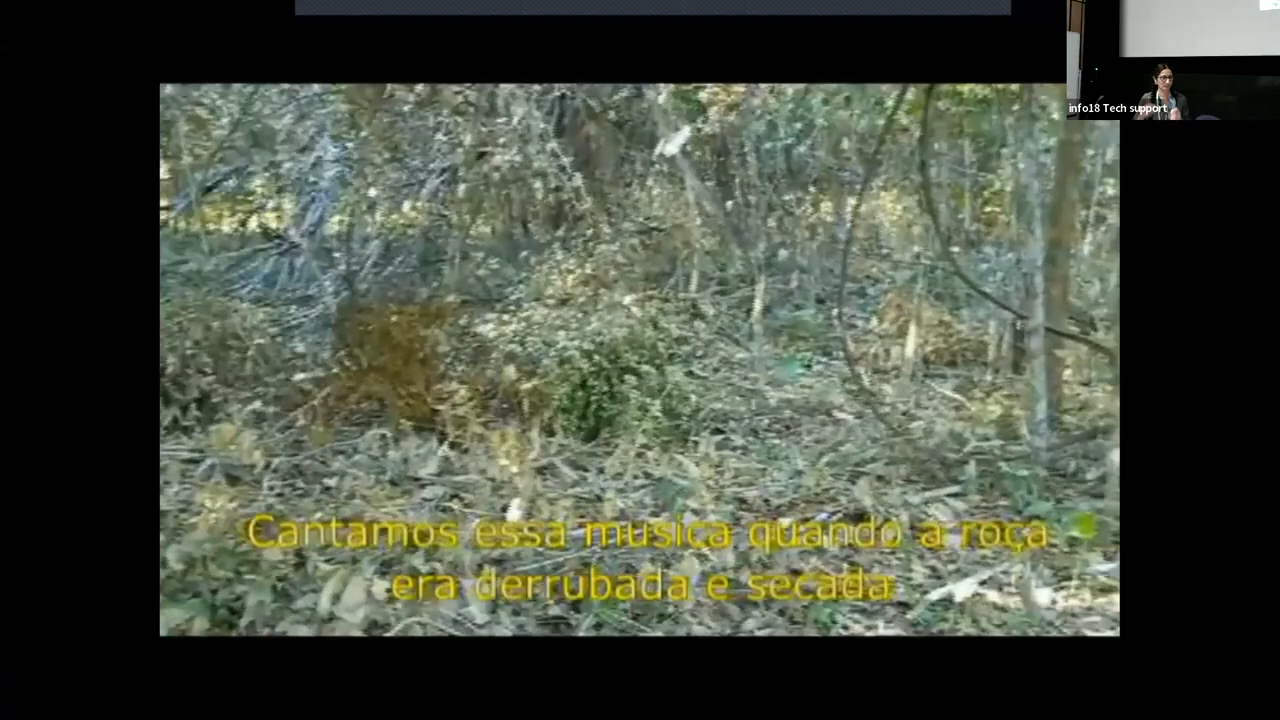 info18 Tech support
Cantamos essa musica quando a roça
era derrubada e secada